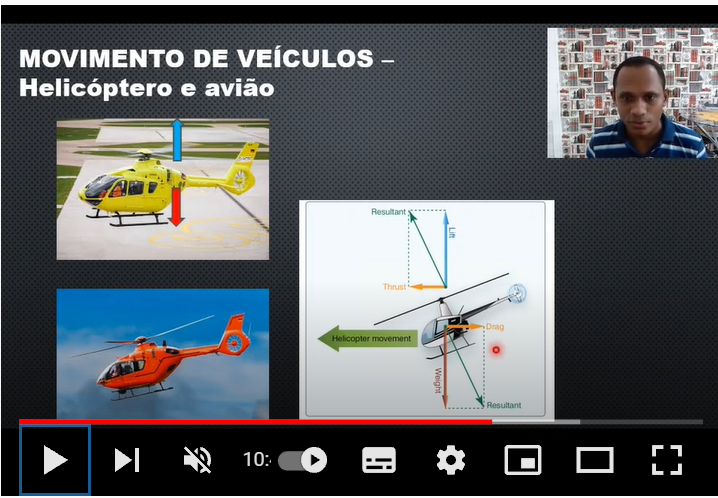 MOVIMENTO DE VEÍCULOS –
Helicóptero e avião
Resultant
Lift
Thrust
Drag
Helicopter movement
Weight
Resultant
10: